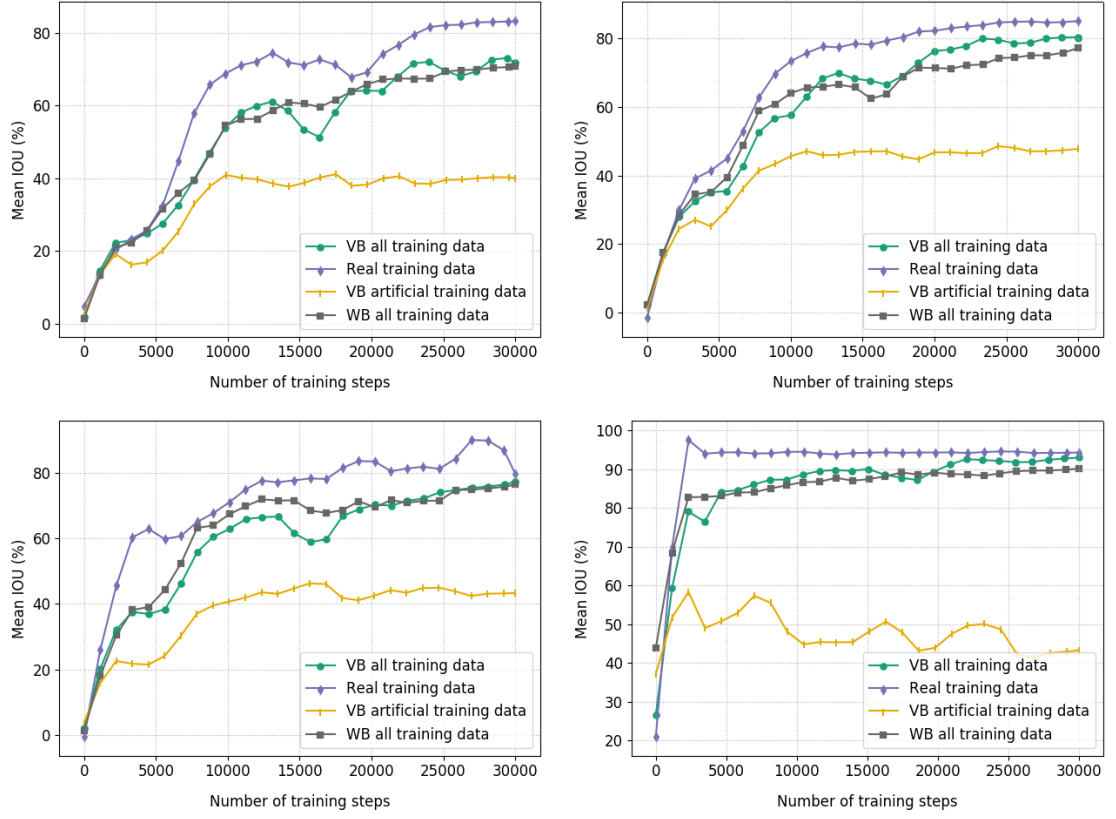 80
60
40
20
0
Mean IOU (%)
VB all training data
Real training data
VB artificial training data
WB all training data
0 5000 10000 15000 20000 25000 30000
Number of training steps
80
60
40
20
0
Mean IOU (%)
VB all training data
Real training data
VB artificial training data
WB all training data
0 5000 10000 15000 20000 25000 30000
Number of training steps
80
60
40
20
0
Mean IOU (%)
VB all training data
Real training data
VB artificial training data
WB all training data
0 5000 10000 15000 20000 25000 30000
Number of training steps
100
90
80
70
60
50
40
30
20
Mean IOU (%)
VB all training data
Real training data
VB artificial training data
WB all training data
0 5000 10000 15000 20000 25000 30000
Number of training steps